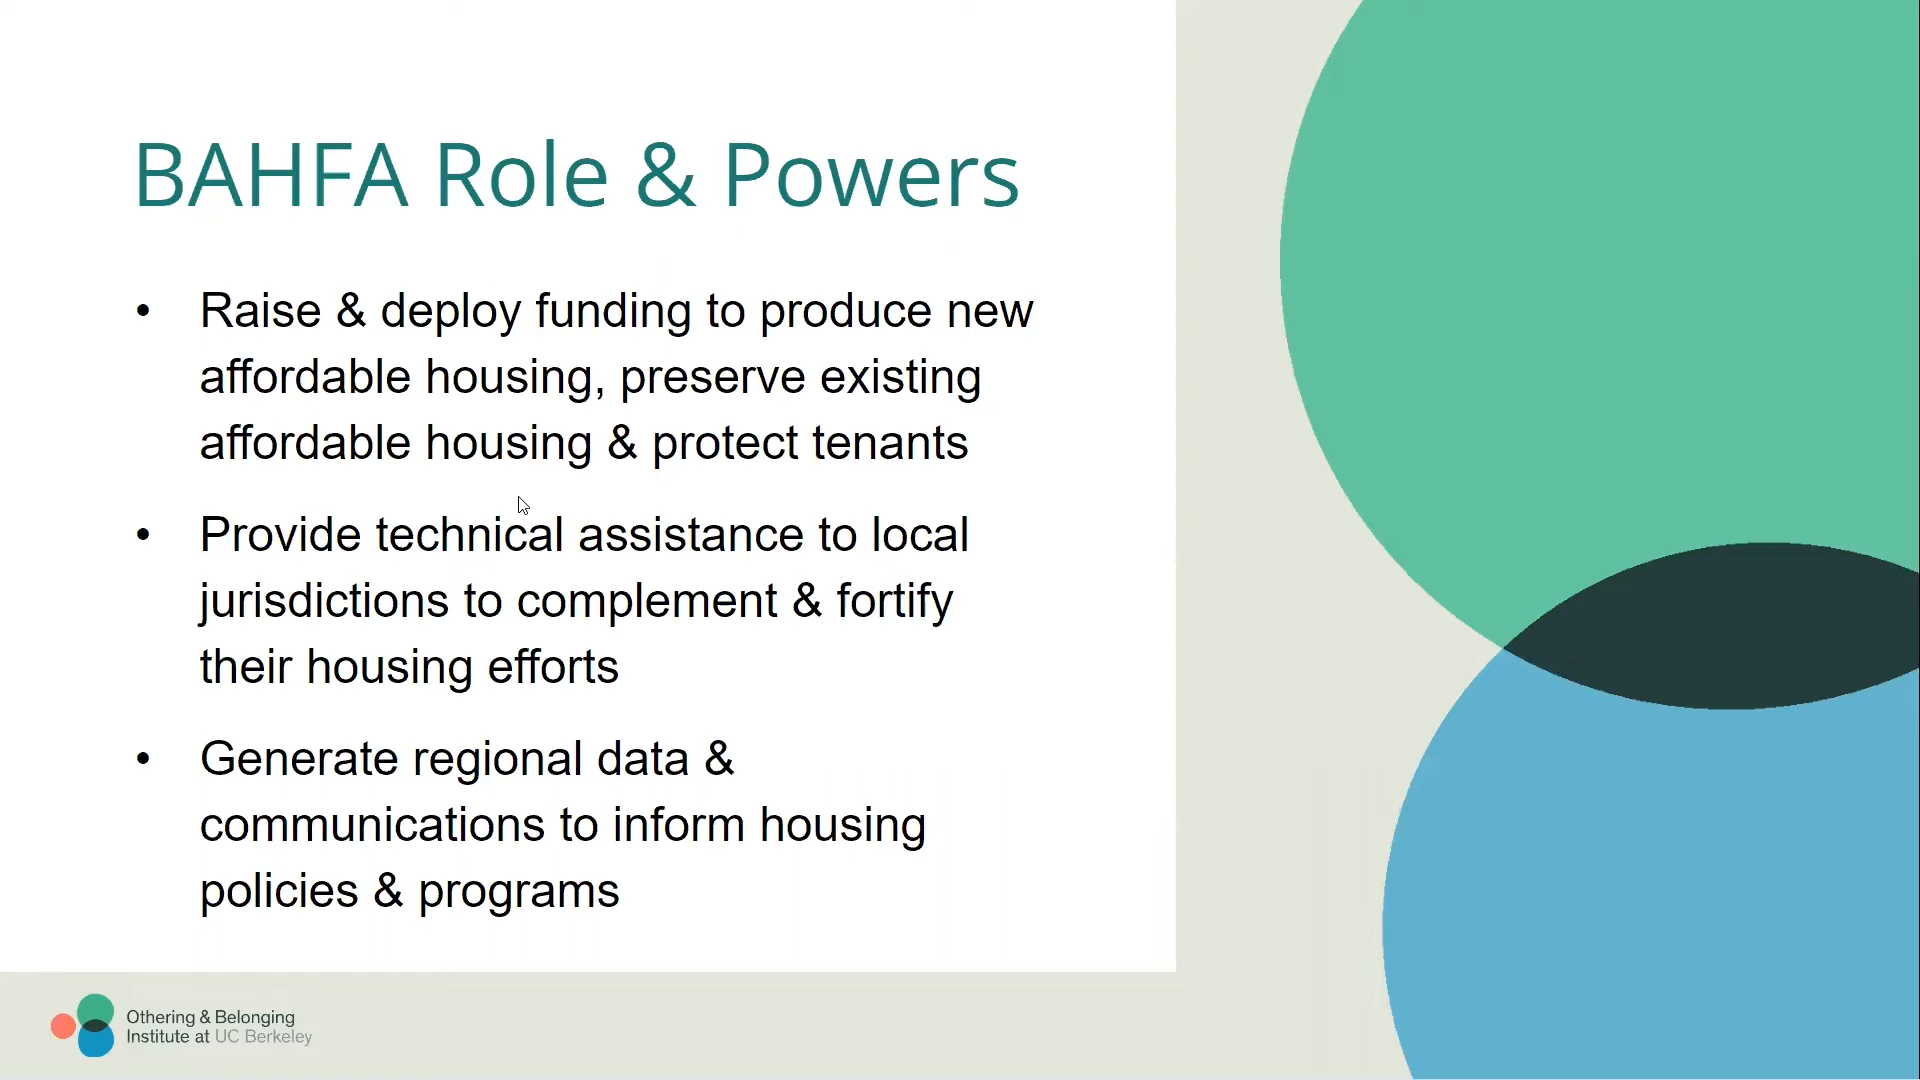 BAHFA Role & Powers
• Raise & deploy funding to produce new
affordable housing, preserve existing
affordable housing & protect tenants
• Provide technical assistance to local
jurisdictions to complement & fortify
their housing efforts
• Generate regional data &
communications to inform housing
policies & programs
Othering & Belonging
Institute at UC Berkeley